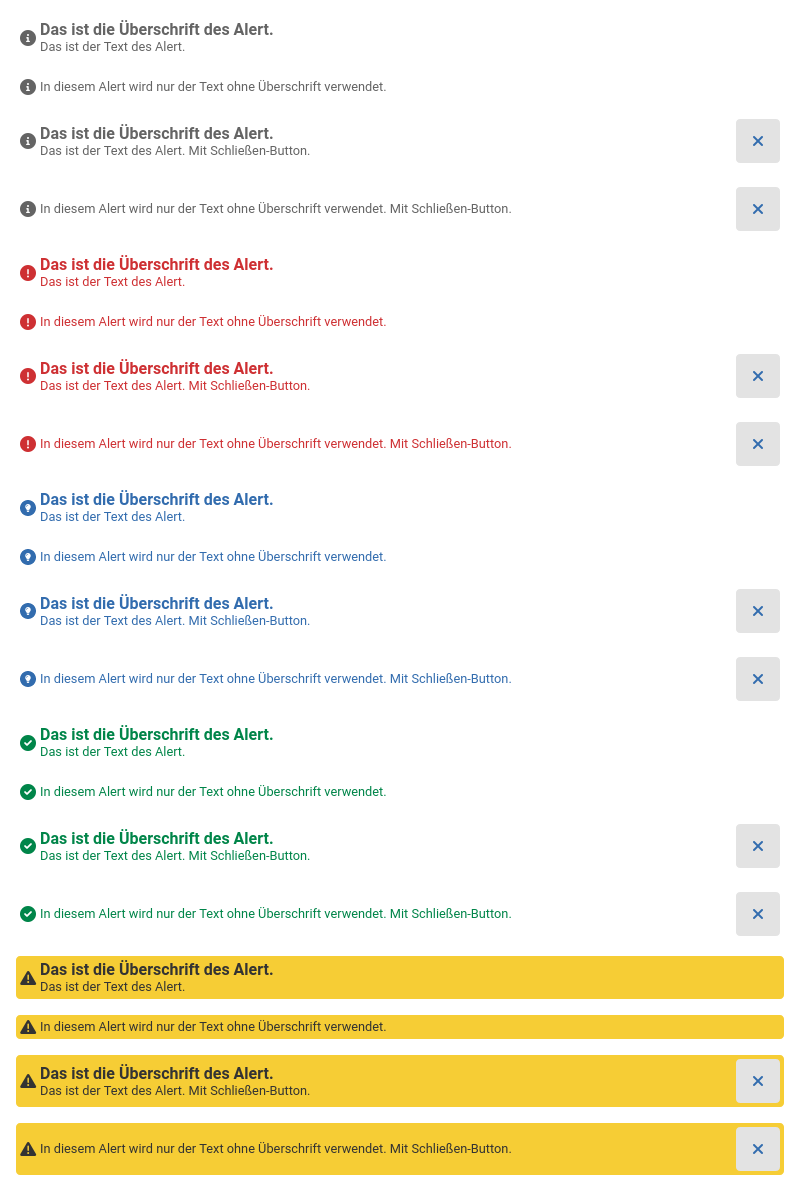 Das ist die Überschrift des Alert.
Das ist der Text des Alert.
In diesem Alert wird nur der Text ohne Überschrift verwendet.
Das ist die Überschrift des Alert.
Das ist der Text des Alert. Mit Schließen-Button.
In diesem Alert wird nur der Text ohne Überschrift verwendet. Mit Schließen-Button.
Das ist die Überschrift des Alert.
Das ist der Text des Alert.
In diesem Alert wird nur der Text ohne Überschrift verwendet.
Das ist die Überschrift des Alert.
Das ist der Text des Alert. Mit Schließen-Button.
In diesem Alert wird nur der Text ohne Überschrift verwendet. Mit Schließen-Button.
Das ist die Überschrift des Alert.
Das ist der Text des Alert.
In diesem Alert wird nur der Text ohne Überschrift verwendet.
Das ist die Überschrift des Alert.
Das ist der Text des Alert. Mit Schließen-Button.
In diesem Alert wird nur der Text ohne Überschrift verwendet. Mit Schließen-Button.
Das ist die Überschrift des Alert.
Das ist der Text des Alert.
In diesem Alert wird nur der Text ohne Überschrift verwendet.
Das ist die Überschrift des Alert.
Das ist der Text des Alert. Mit Schließen-Button.
In diesem Alert wird nur der Text ohne Überschrift verwendet. Mit Schließen-Button.
Das ist die Überschrift des Alert.
Das ist der Text des Alert.
In diesem Alert wird nur der Text ohne Überschrift verwendet.
Das ist die Überschrift des Alert.
Das ist der Text des Alert. Mit Schließen-Button.
In diesem Alert wird nur der Text ohne Überschrift verwendet. Mit Schließen-Button.